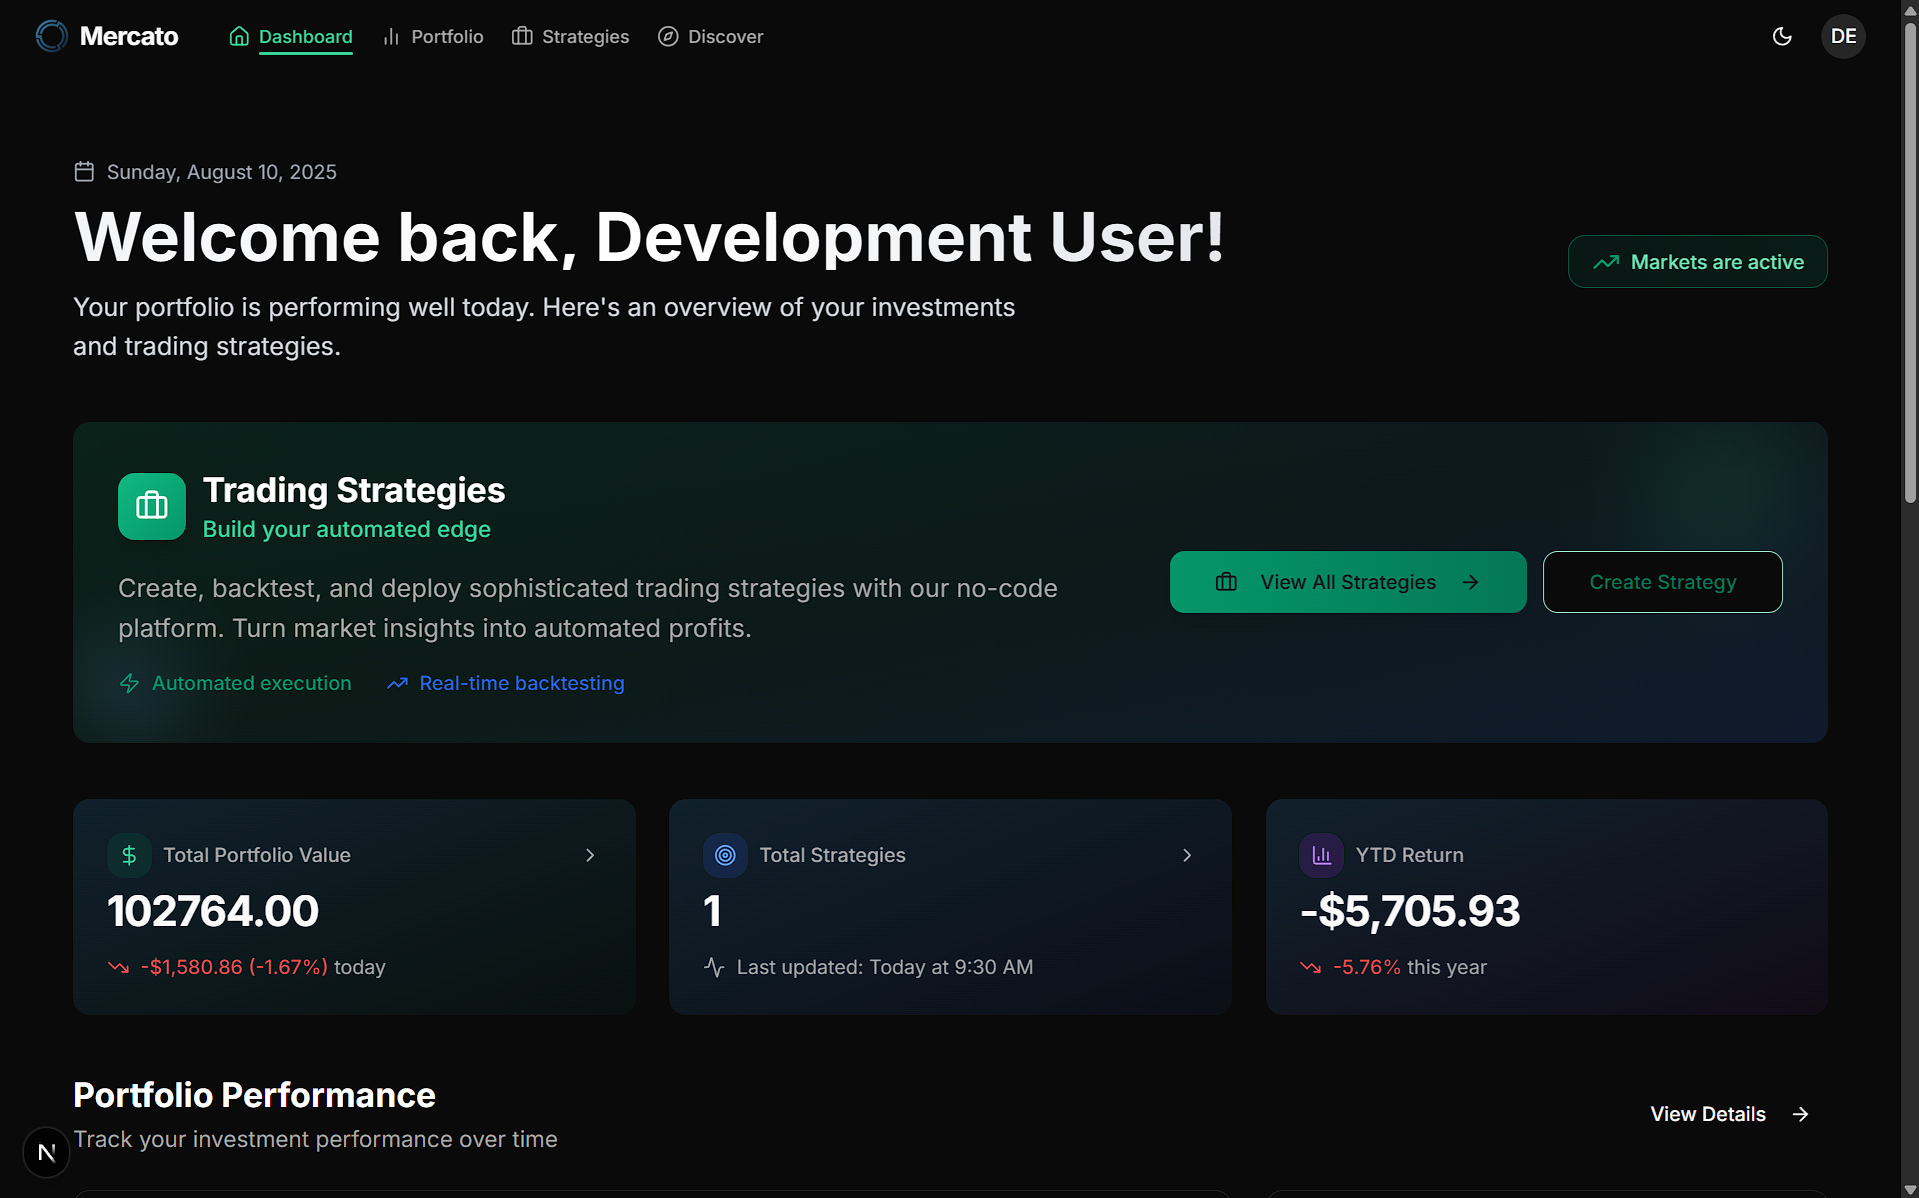 Mercato
Dashboard
Portfolio
Strategies
Discover
DE
Sunday, August 10, 2025
Welcome back, Development User!
Your portfolio is performing well today. Here's an overview of your investments
and trading strategies.
Markets are active
Trading Strategies
Build your automated edge
Create, backtest, and deploy sophisticated trading strategies with our no-code
platform. Turn market insights into automated profits.
Automated execution
Real-time backtesting
View All Strategies
Create Strategy
Total Portfolio Value
102764.00
-$1,580.86 (-1.67%) today
Total Strategies
1
Last updated: Today at 9:30 AM
YTD Return
-$5,705.93
-5.76% this year
Portfolio Performance
Track your investment performance over time
View Details
N